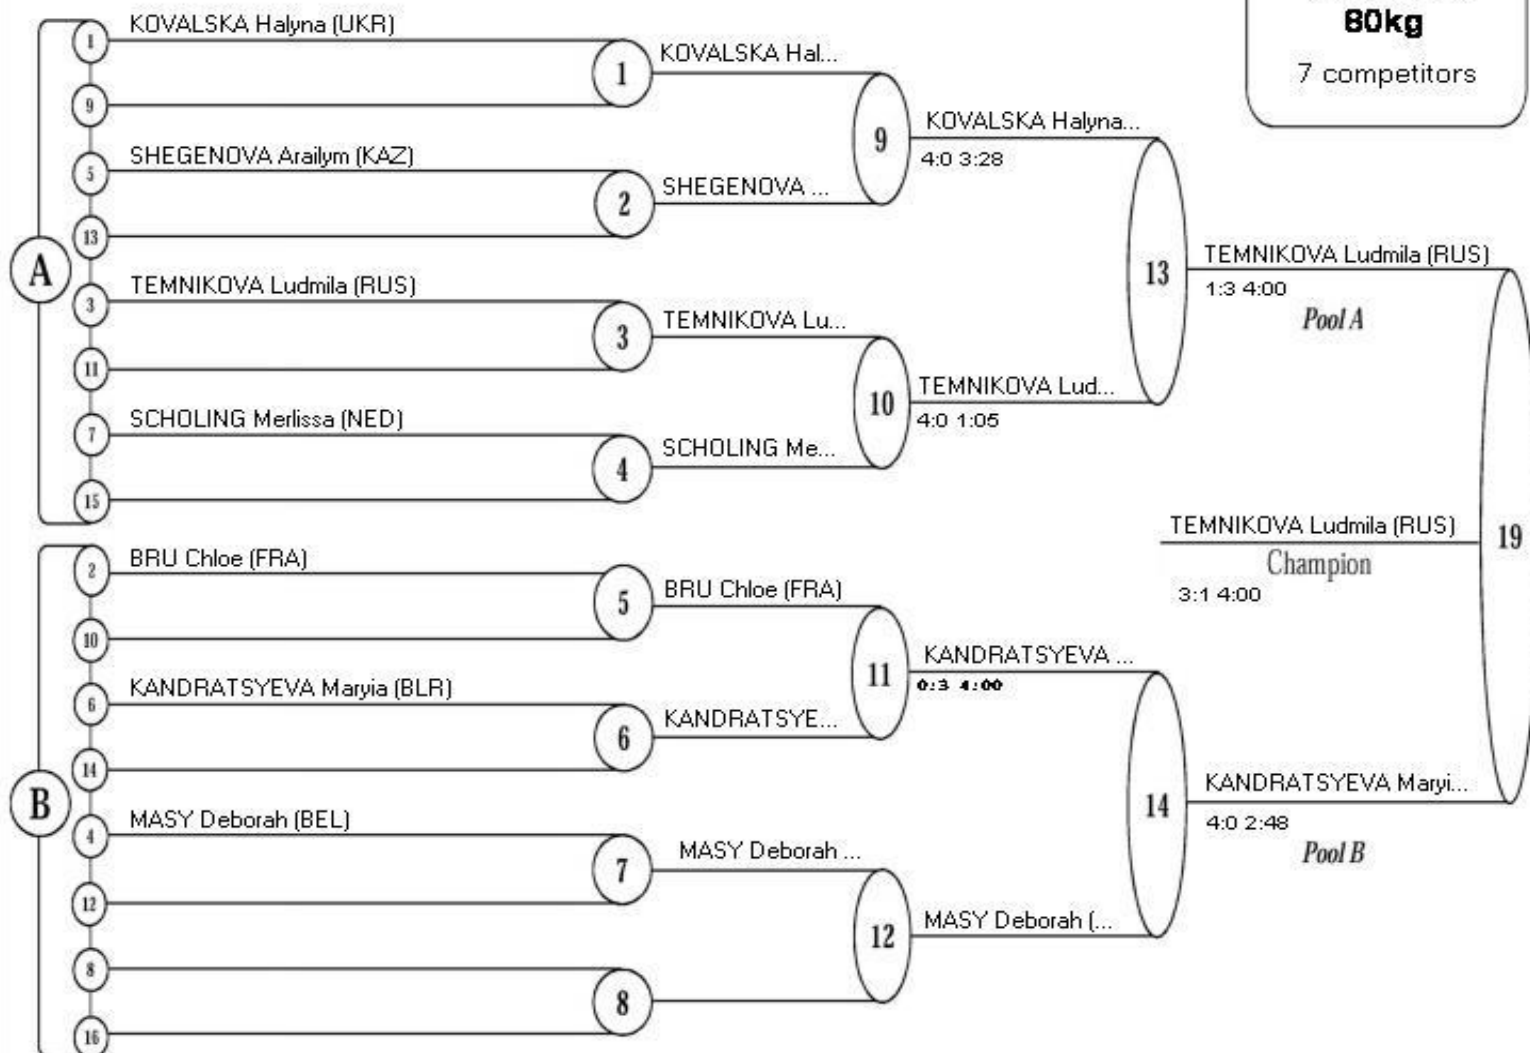 80kg
7 competitors
A
1
KOVALSKA Halyna (UKR)
9
1
KOVALSKA Hal...
5
SHEGENOVA Arailym (KAZ)
13
2
SHEGENOVA ...
9
KOVALSKA Halyna...
4:0 3:28
3
TEMNIKOVA Ludmila (RUS)
11
3
TEMNIKOVA Lu...
7
SCHOLING Merlissa (NED)
15
4
SCHOLING Me...
10
TEMNIKOVA Lud...
4:0 1:05
13
TEMNIKOVA Ludmila (RUS)
1:3 4:00
Pool A
B
2
BRU Chloe (FRA)
10
5
BRU Chloe (FRA)
6
KANDRATSYEVA Maryia (BLR)
14
6
KANDRATSYE...
11
KANDRATSYEVA ...
0:3 4:00
4
MASY Deborah (BEL)
12
7
MASY Deborah ...
8
16
8
12
MASY Deborah (...
14
KANDRATSYEVA Maryi...
4:0 2:48
Pool B
19
TEMNIKOVA Ludmila (RUS)
Champion
3:1 4:00